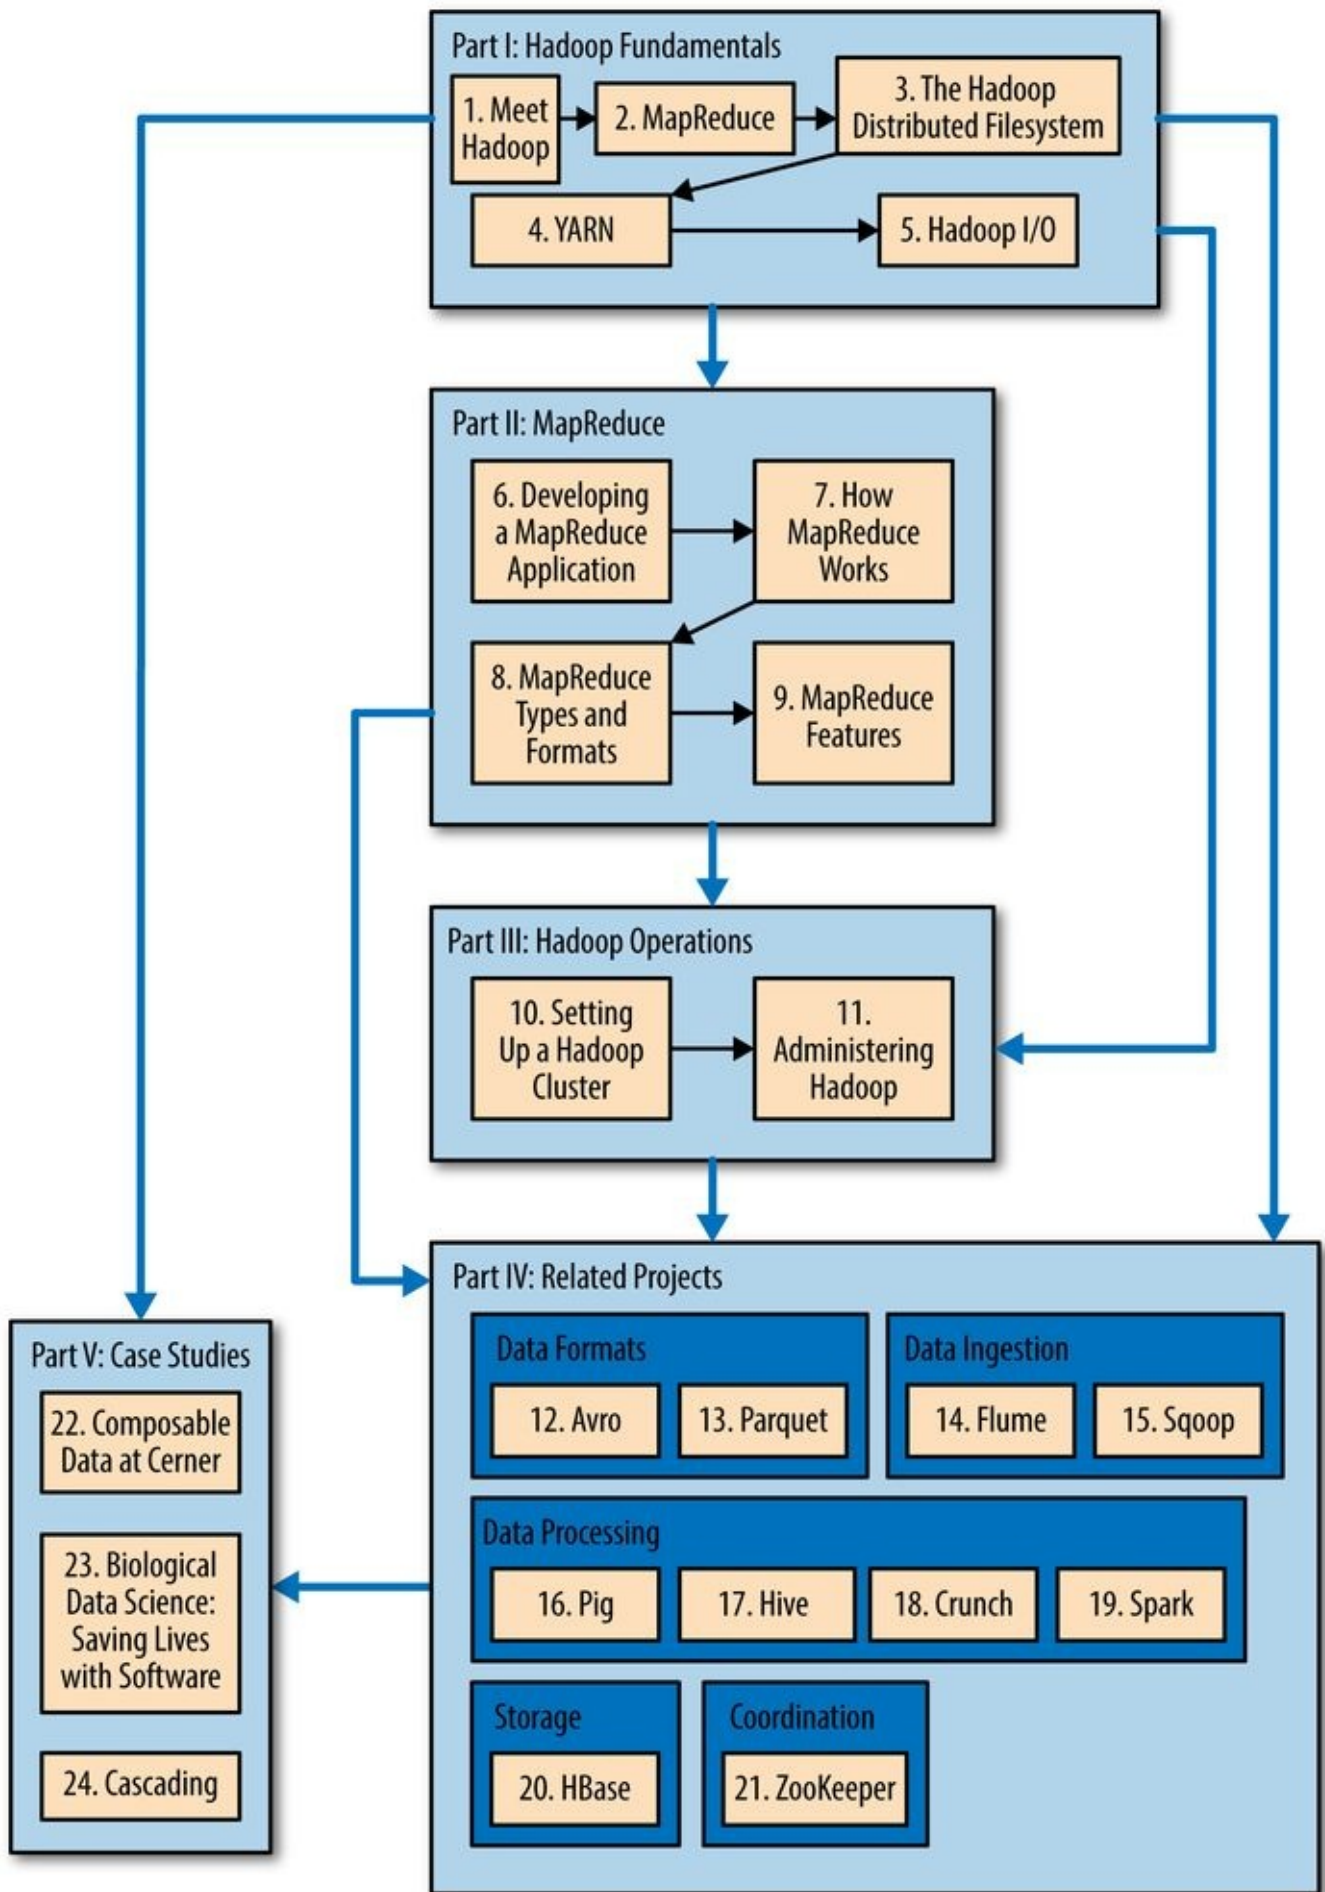 Part I: Hadoop Fundamentals
1. Meet
Hadoop
2. MapReduce
3. The Hadoop
Distributed Filesystem
4. YARN
5. Hadoop I/O
Part II: MapReduce
6. Developing
a MapReduce
Application
7. How
MapReduce
Works
8. MapReduce
Types and
Formats
9. MapReduce
Features
Part III: Hadoop Operations
10. Setting
Up a Hadoop
Cluster
11.
Administering
Hadoop
Part IV: Related Projects
Data Formats
12. Avro
13. Parquet
Data Ingestion
14. Flume
15. Sqoop
Data Processing
16. Pig
17. Hive
18. Crunch
19. Spark
Storage
20. HBase
Coordination
21. ZooKeeper
Part V: Case Studies
22. Composable
Data at Cerner
23. Biological
Data Science:
Saving Lives
with Software
24. Cascading